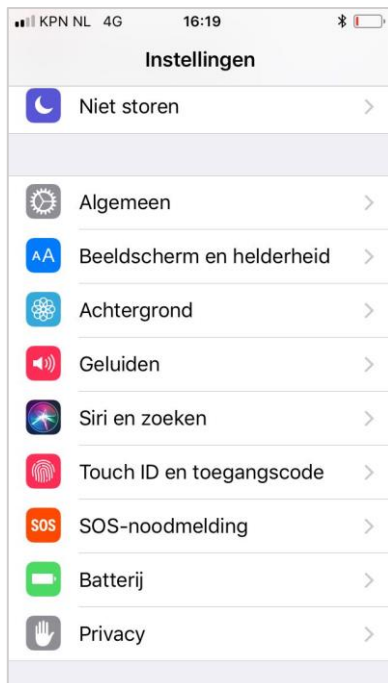 KPN NL 4G 16:19
Instellingen
Niet storen
Algemeen
AA Beeldscherm en helderheid
Achtergrond
Geluiden
Siri en zoeken
Touch ID en toegangscode
SOS SOS-noodmelding
Batterij
Privacy